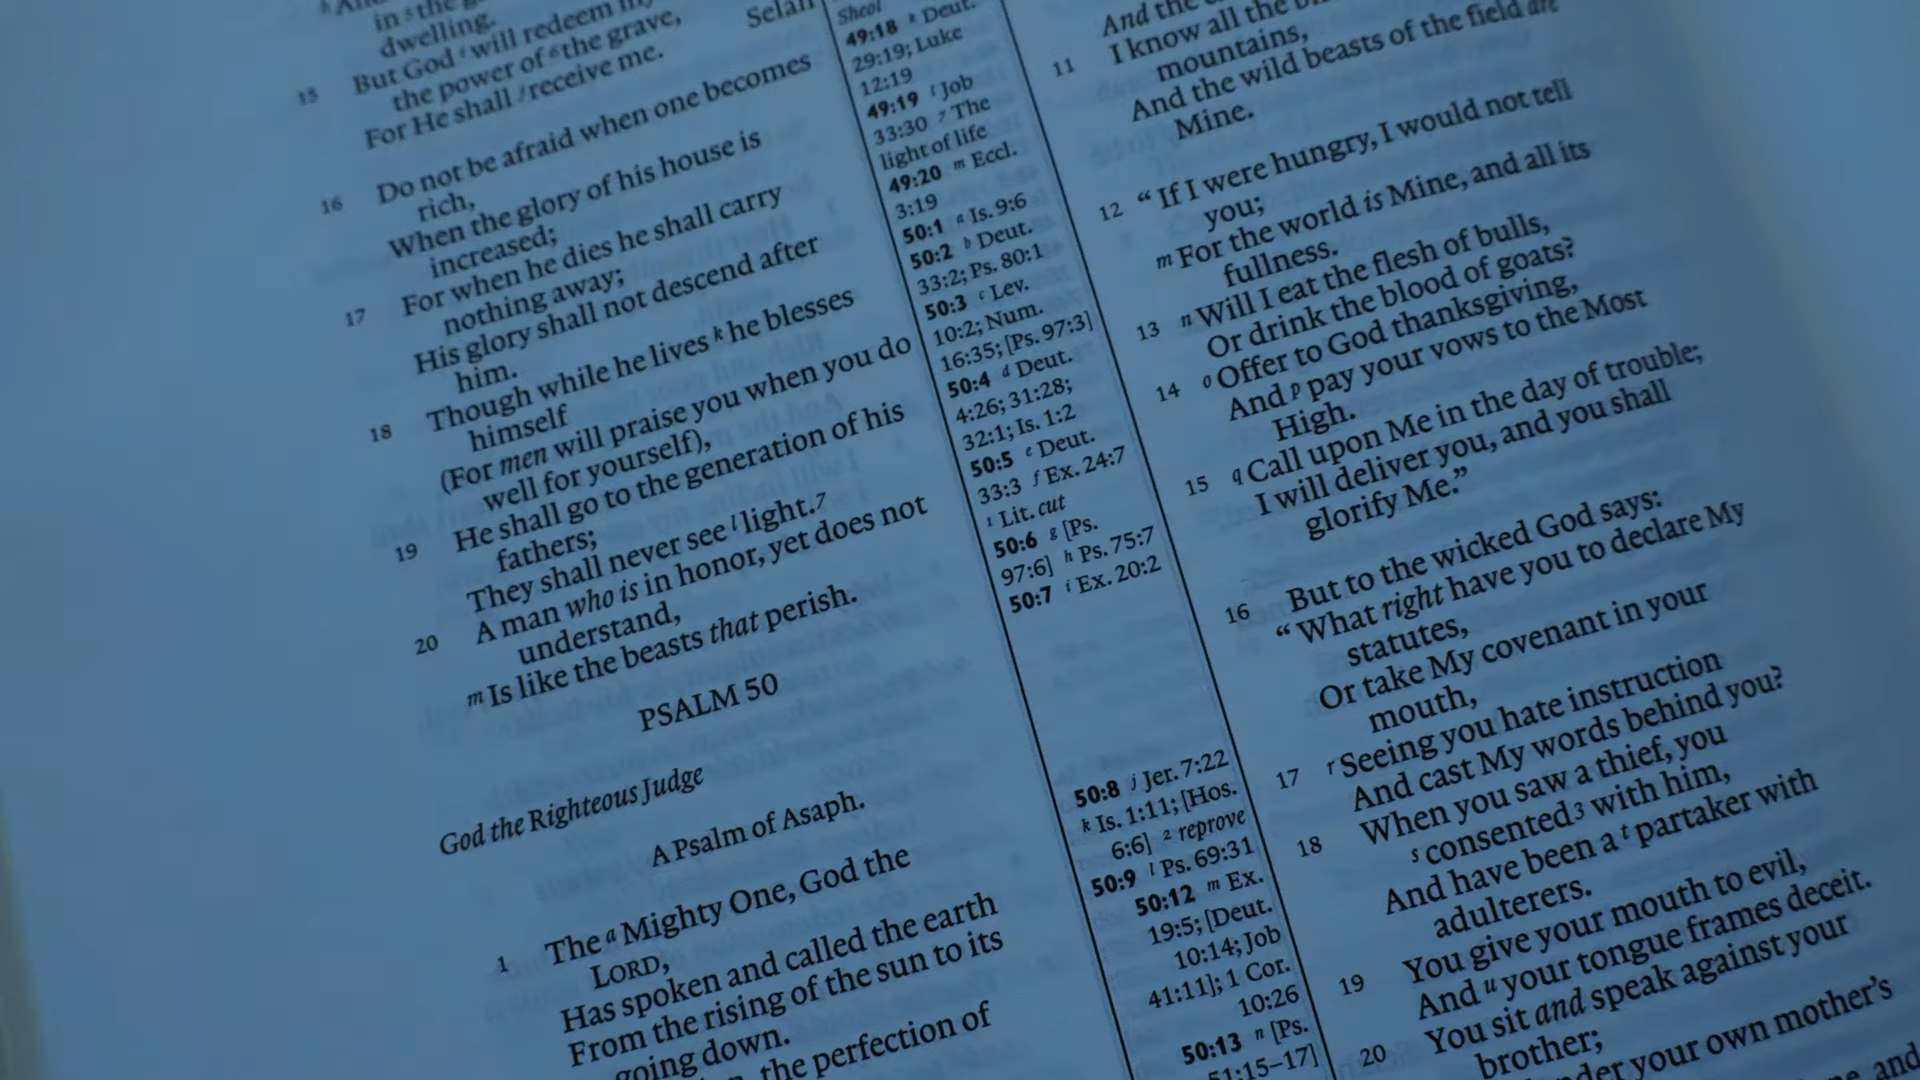 in s the
dwelling.
15 But God t will redeem
the power of 6 the grave,
For He shall j receive me. Selah
16 Do not be afraid when one becomes
rich,
When the glory of his house is
increased;
17 For when he dies he shall carry
nothing away;
His glory shall not descend after
him.
18 Though while he lives k he blesses
himself
(For men will praise you when you do
well for yourself),
19 He shall go to the generation of his
fathers;
They shall never see l light.7
20 A man who is in honor, yet does not
understand,
m Is like the beasts that perish.
PSALM 50
God the Righteous Judge
A Psalm of Asaph.
1 The a Mighty One, God the
LORD,
Has spoken and called the earth
From the rising of the sun to its
going down.
the perfection of
Sheol
49:18 k Deut.
29:19; Luke
12:19
49:19 l Job
33:30 7 The
light of life
49:20 m Eccl.
3:19
50:1 a Is. 9:6
50:2 b Deut.
33:2; Ps. 80:1
50:3 c Lev.
10:2; Num.
16:35; [Ps. 97:3]
50:4 d Deut.
4:26; 31:28;
32:1; Is. 1:2
50:5 e Deut.
33:3 f Ex. 24:7
1 Lit. cut
50:6 g [Ps.
97:6] h Ps. 75:7
50:7 i Ex. 20:2
50:8 j Jer. 7:22
k Is. 1:11; [Hos.
6:6] 2 reprove
50:9 l Ps. 69:31
50:12 m Ex.
19:5; [Deut.
10:14; Job
41:11]; 1 Cor.
10:26
50:13 n [Ps.
51:15–17]
And the
11 I know all the
mountains,
And the wild beasts of the field are
Mine.
12 “If I were hungry, I would not tell
you;
m For the world is Mine, and all its
fullness.
13 n Will I eat the flesh of bulls,
Or drink the blood of goats?
14 o Offer to God thanksgiving,
And p pay your vows to the Most
High.
15 q Call upon Me in the day of trouble;
I will deliver you, and you shall
glorify Me.”
16 But to the wicked God says:
“What right have you to declare My
statutes,
Or take My covenant in your
mouth,
17 r Seeing you hate instruction
And cast My words behind you?
18 When you saw a thief, you
s consented3 with him,
And have been a t partaker with
adulterers.
19 You give your mouth to evil,
And u your tongue frames deceit.
20 You sit and speak against your
brother;
your own mother’s
and